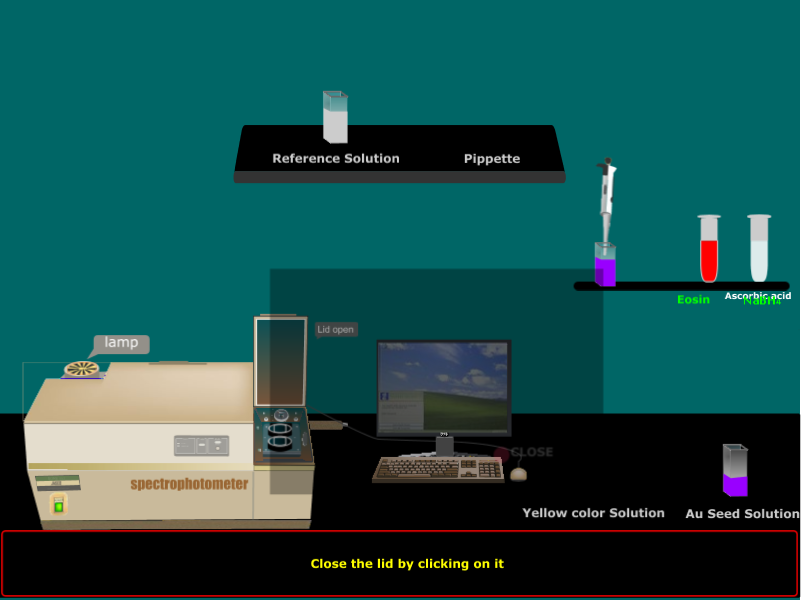 Reference Solution
Pippette
Ascorbic acid
Eosin
Lid open
lamp
CLOSE
spectrophotometer
Yellow color Solution
Au Seed Solution
Close the lid by clicking on it